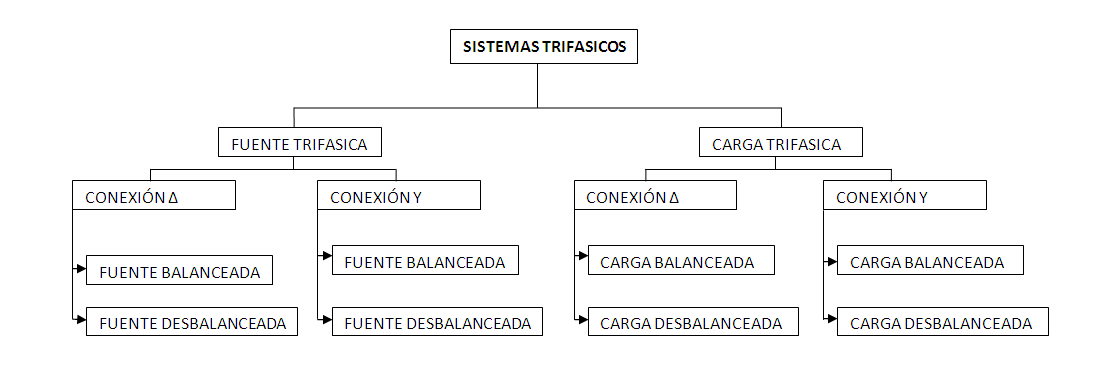 SISTEMAS TRIFASICOS
FUENTE TRIFASICA
CARGA TRIFASICA
CONEXIÓN Δ
CONEXIÓN Y
CONEXIÓN Δ
CONEXIÓN Y
FUENTE BALANCEADA
FUENTE BALANCEADA
CARGA BALANCEADA
CARGA BALANCEADA
FUENTE DESBALANCEADA
FUENTE DESBALANCEADA
CARGA DESBALANCEADA
CARGA DESBALANCEADA